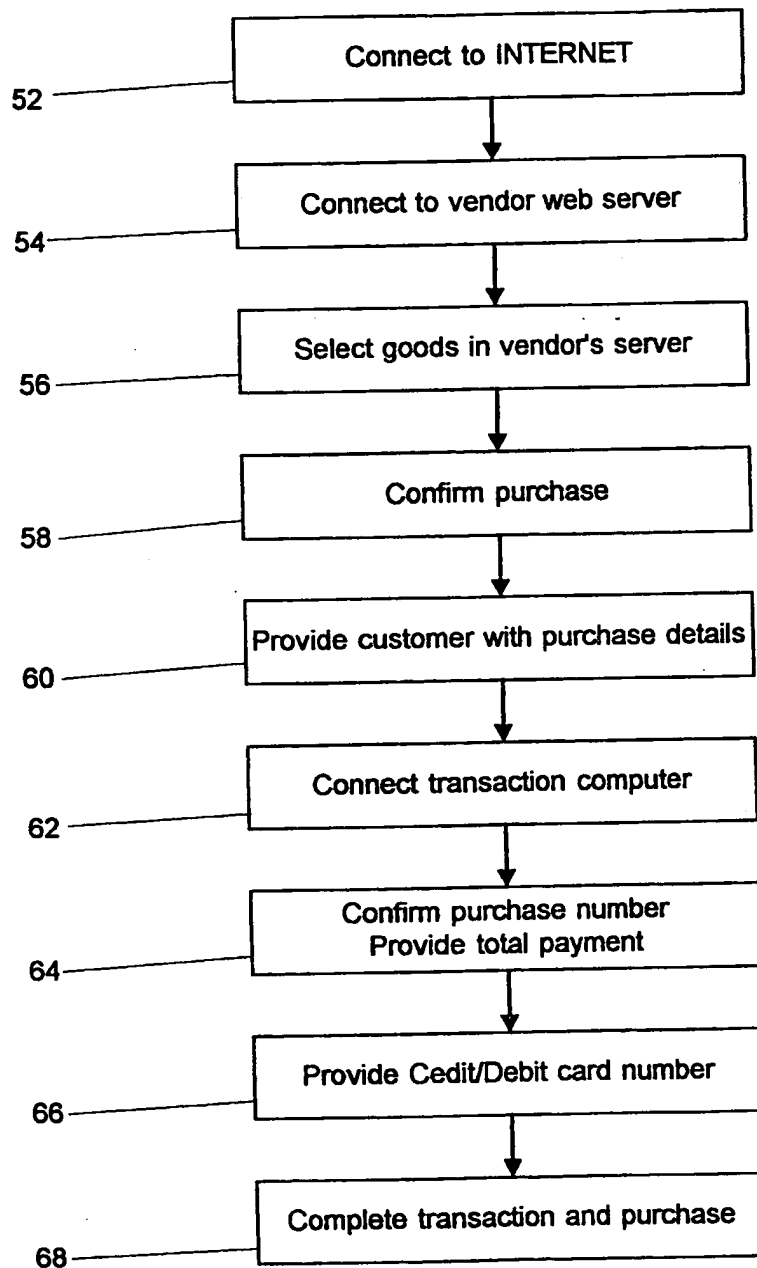 Connect to INTERNET
52
Connect to vendor web server
54
Select goods in vendor's server
56
Confirm purchase
58
Provide customer with purchase details
60
Connect transaction computer
62
Confirm purchase number
Provide total payment
64
Provide Cedit/Debit card number
66
Complete transaction and purchase
68